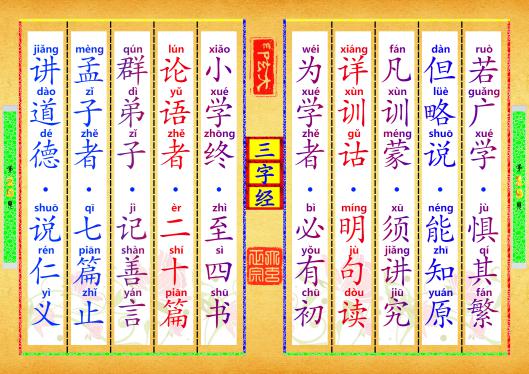 ruò guǎng xué jù qí fán
若广学·惧其繁
dàn lüè shuō néng zhī yuán
但略说·能知原
fán xùn méng xū jiǎng jiū
凡训蒙·须讲究
xiáng xùn gǔ míng jù dòu
详训诂·明句读
wéi xué zhě bì yǒu chū
为学者·必有初
三字经
xiǎo xué zhōng zhì sì shū
小学终·至四书
lún yǔ zhě èr shí piān
论语者·二十篇
qún dì zǐ jì shàn yán
群弟子·记善言
mèng zǐ zhě qī piān zhǐ
孟子者·七篇止
jiǎng dào dé shuō rén yì
讲道德·说仁义